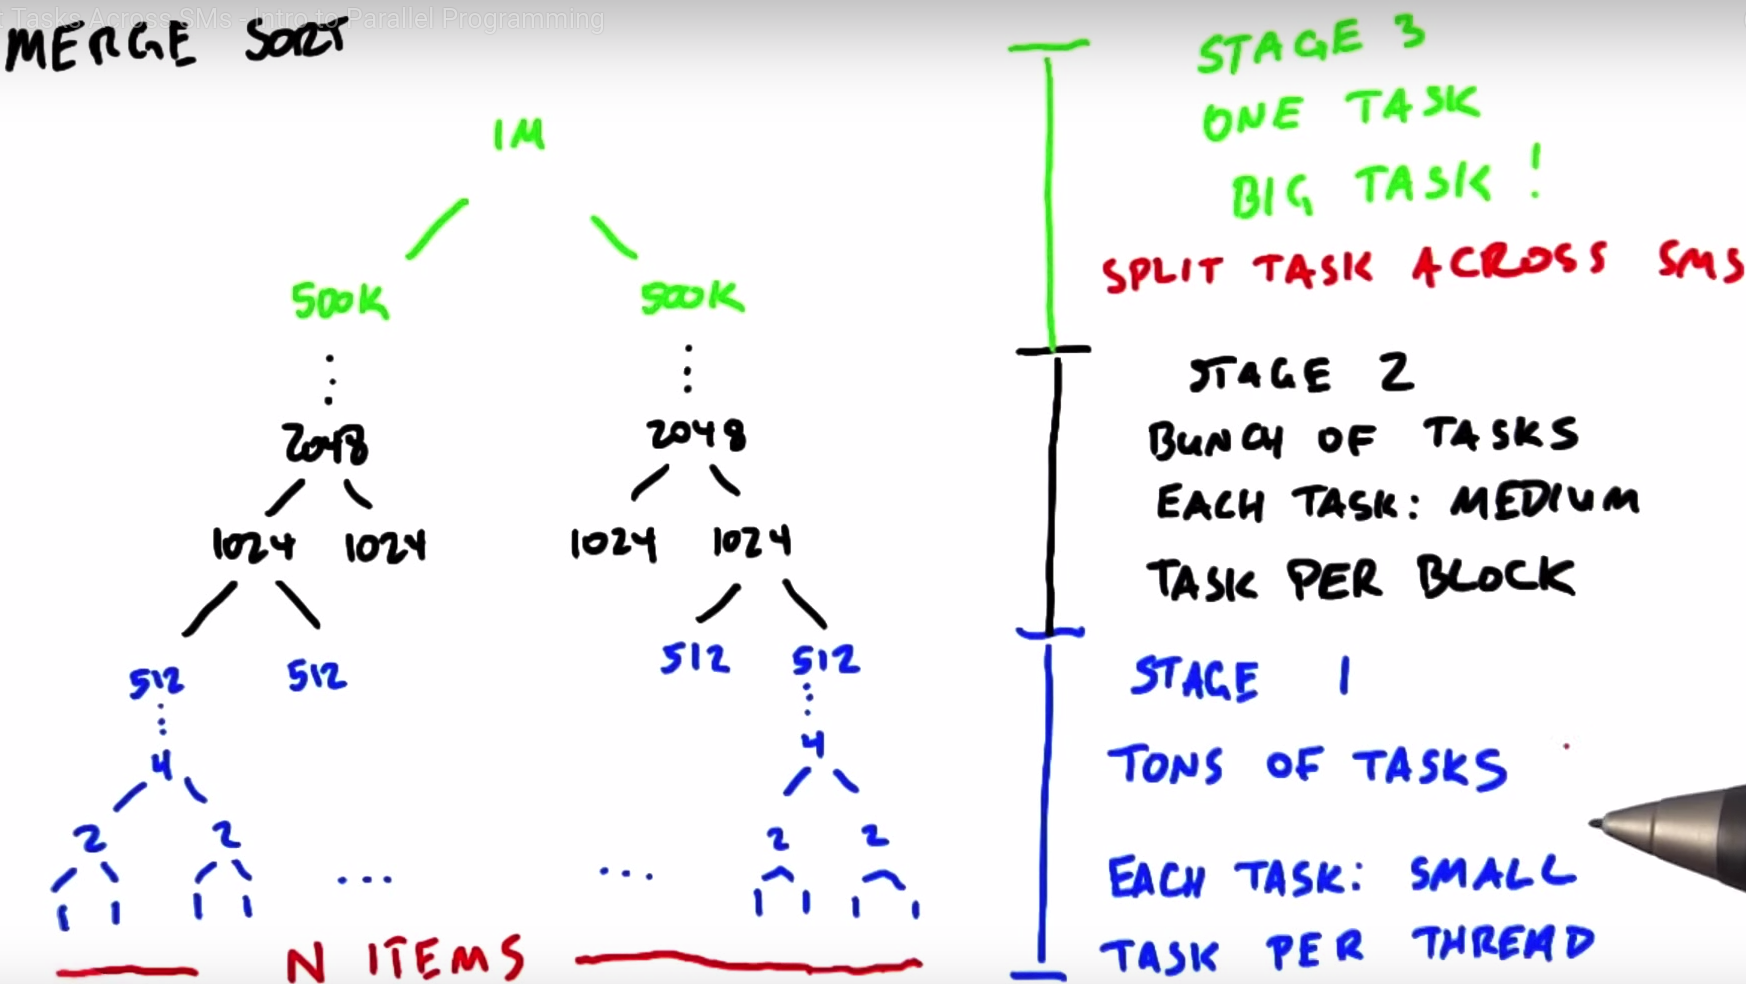 Tasks Across SMs - Intro to Parallel Programming
MERGE SORT
1M
500K 500K
2048 2048
1024 1024 1024 1024
512 512 512 512
4 4
2 2 2 2
1 1 1 1 ... ... 1 1 1 1
N ITEMS
STAGE 3
ONE TASK
BIG TASK!
SPLIT TASK ACROSS SMS
STAGE 2
BUNCH OF TASKS
EACH TASK: MEDIUM
TASK PER BLOCK
STAGE 1
TONS OF TASKS
EACH TASK: SMALL
TASK PER THREAD